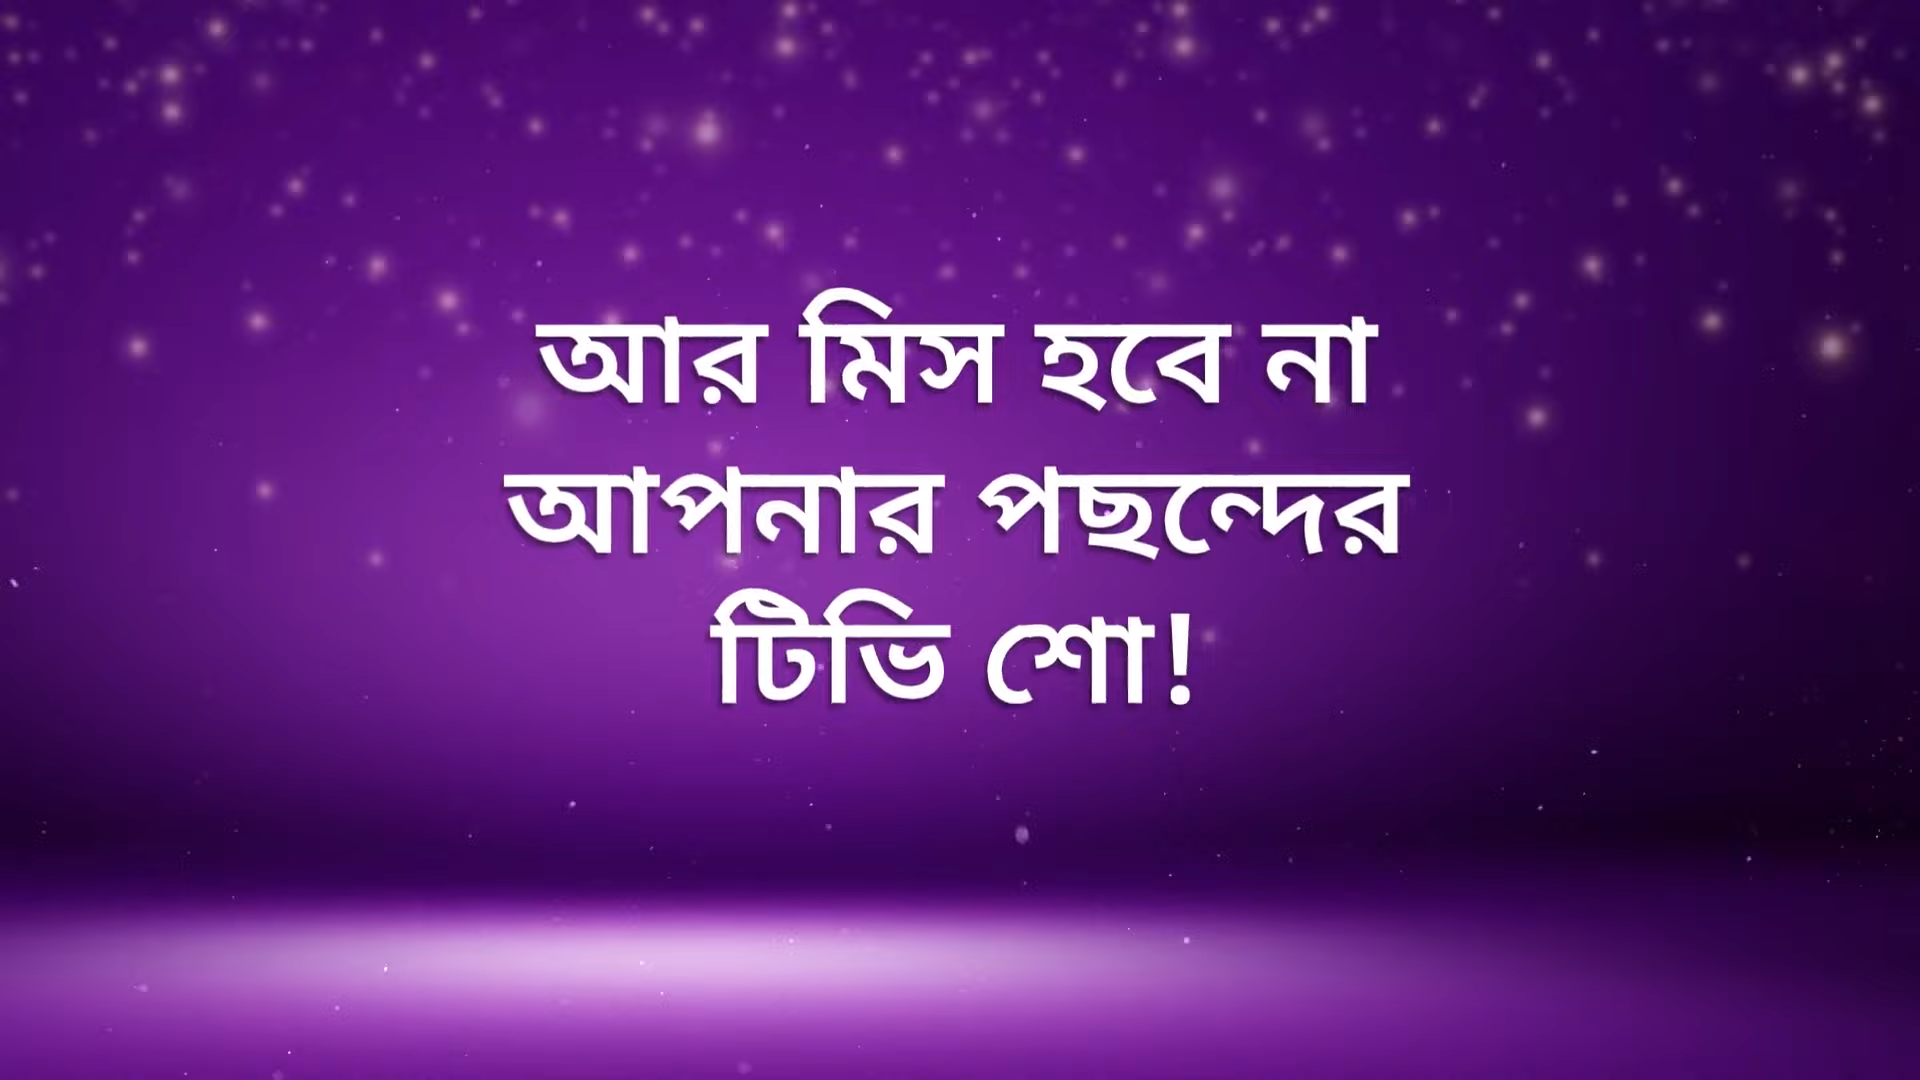 আর মিস হবে না
আপনার পছন্দের
টিভি শো!